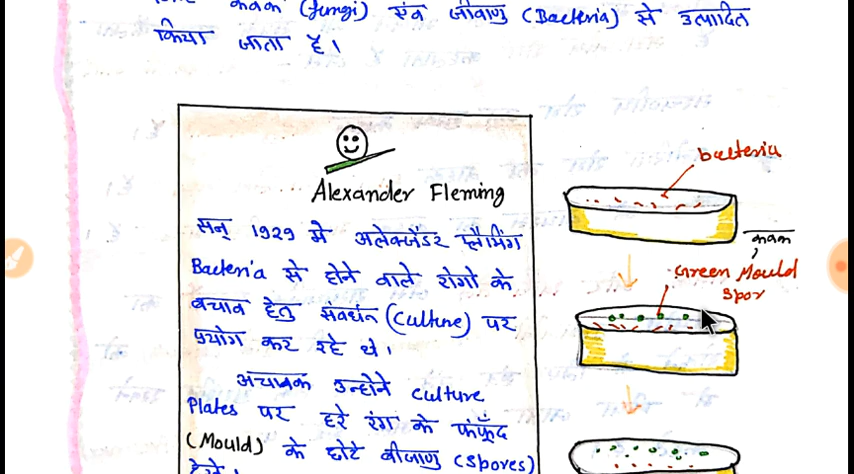 कवक (fungi) एंव जीवाणु (Bacteria) से उत्पादित
किया जाता है।
Alexander Fleming
सन् 1929 मे अलेक्जेंडर फ्लैमिंग
Bacteria से होने वाले रोगो के
बचाव हेतु संवर्धन (Culture) पर
प्रयोग कर रहे थे।
अचानक उन्होने Culture
Plates पर हरे रंग के फफूँद
(Mould) के छोटे बीजाणु (Spores)
देखे।
bacteria
कवक
Green Mould
Spor